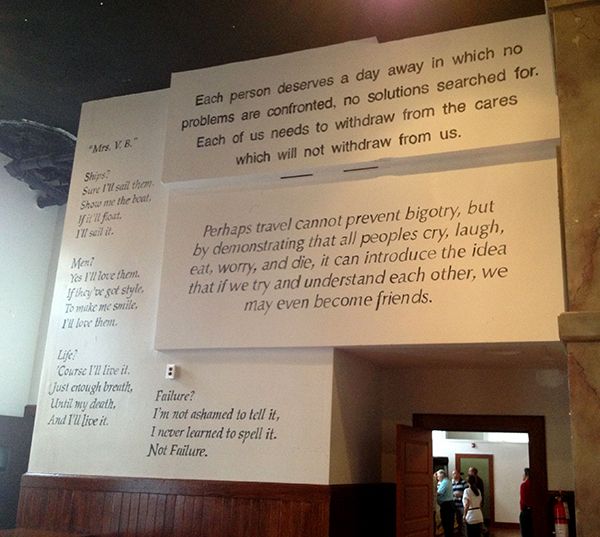 Each person deserves a day away in which no
problems are confronted, no solutions searched for.
Each of us needs to withdraw from the cares
which will not withdraw from us.
Perhaps travel cannot prevent bigotry, but
by demonstrating that all peoples cry, laugh,
eat, worry, and die, it can introduce the idea
that if we try and understand each other, we
may even become friends.
"Mrs. V. B."
Ships?
Sure I'll sail them.
Show me the boat,
If it'll float,
I'll sail it.
Men?
Yes I'll love them.
If they've got style,
To make me smile,
I'll love them.
Life?
'Course I'll live it.
Just enough breath,
Until my death,
And I'll live it.
Failure?
I'm not ashamed to tell it,
I never learned to spell it.
Not Failure.